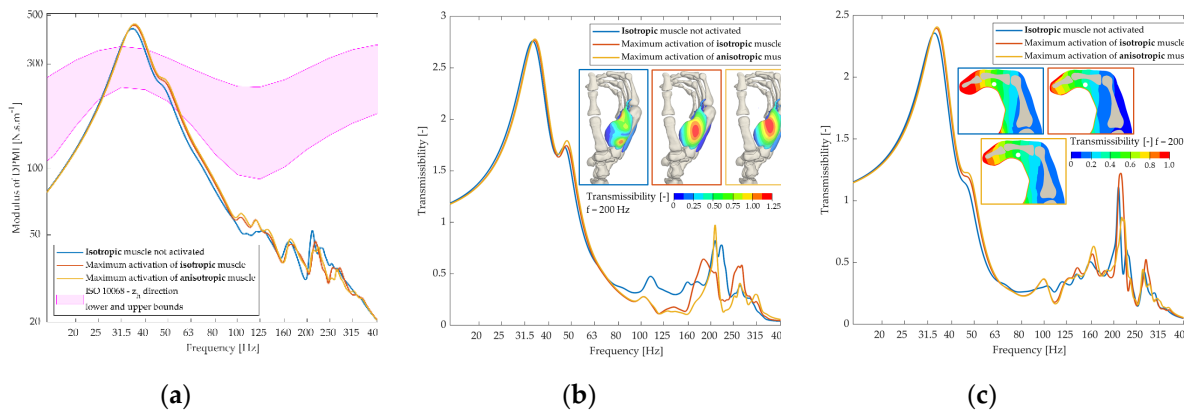 500
300
100
50
20
Modulus of DPMI [N.s.m⁻¹]
Isotropic muscle not activated
Maximum activation of isotropic muscle
Maximum activation of anisotropic muscle
ISO 10068 - zh direction
lower and upper bounds
20 25 31.5 40 50 63 80 100 125 160 200 250 315 40
Frequency [Hz]
(a)
3
2.5
2
1.5
1
0.5
0
Transmissibility [-]
Isotropic muscle not activated
Maximum activation of isotropic muscle
Maximum activation of anisotropic musc
Transmissibility [-]
f = 200 Hz
0 0.25 0.50 0.75 1.25
20 25 31.5 40 50 63 80 100 125 160 200 250 315 40
Frequency [Hz]
(b)
2.5
2
1.5
1
0.5
0
Transmissibility [-]
Isotropic muscle not activated
Maximum activation of isotropic muscle
Maximum activation of anisotropic musc
Transmissibility [-] f = 200
0 0.2 0.4 0.6 0.8 1.0
20 25 31.5 40 50 63 80 100 125 160 200 250 315 40
Frequency [Hz]
(c)